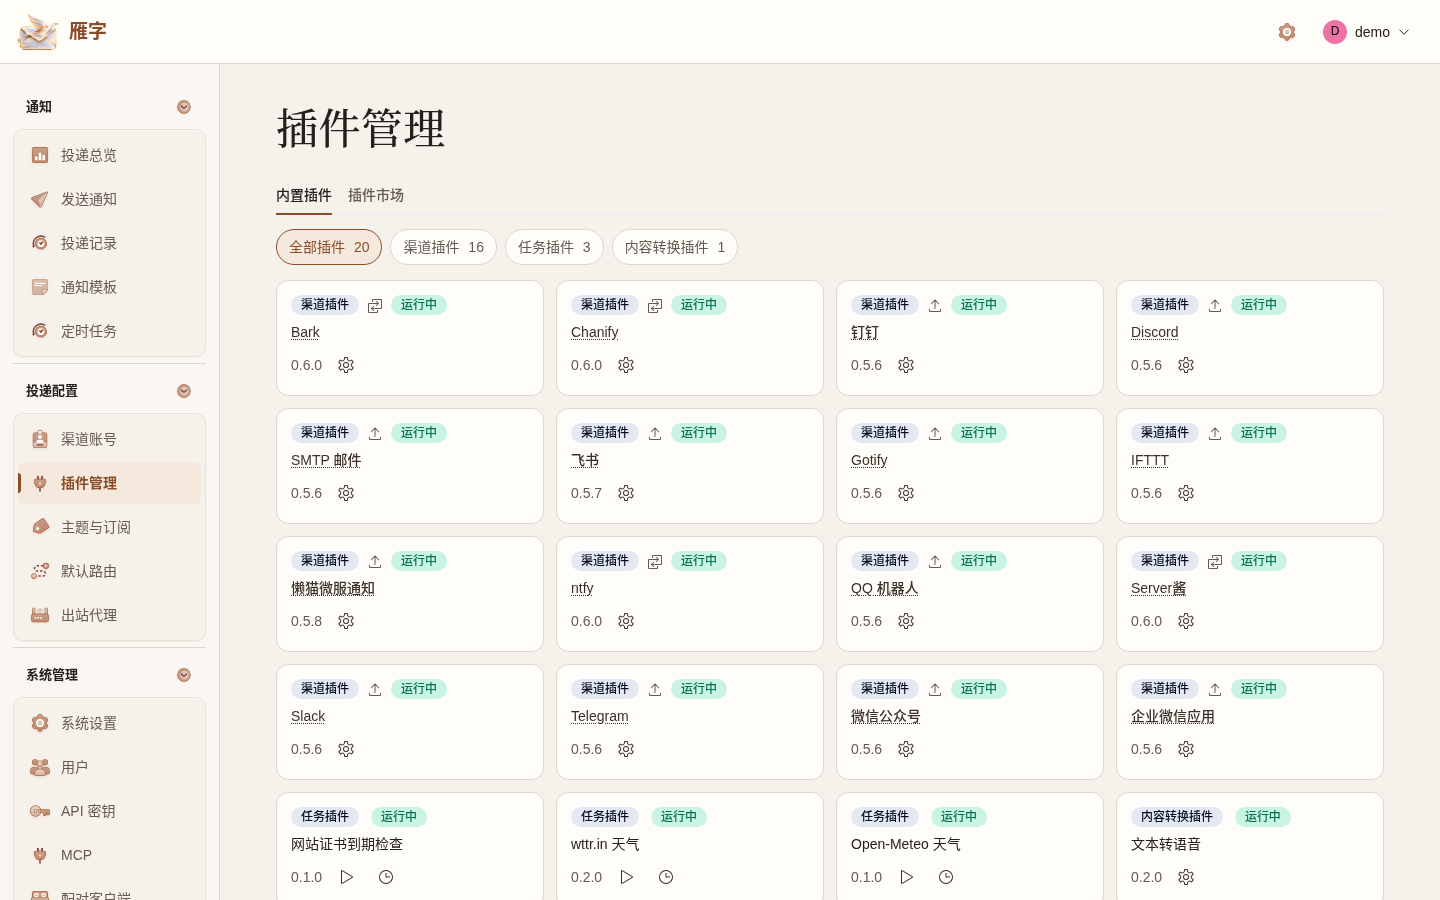 雁字
D demo
通知
投递总览
发送通知
投递记录
通知模板
定时任务
投递配置
渠道账号
插件管理
主题与订阅
默认路由
出站代理
系统管理
系统设置
用户
API 密钥
MCP
配对客户端
插件管理
内置插件 插件市场
全部插件 20 渠道插件 16 任务插件 3 内容转换插件 1
渠道插件 运行中
Bark
0.6.0
渠道插件 运行中
Chanify
0.6.0
渠道插件 运行中
钉钉
0.5.6
渠道插件 运行中
Discord
0.5.6
渠道插件 运行中
SMTP 邮件
0.5.6
渠道插件 运行中
飞书
0.5.7
渠道插件 运行中
Gotify
0.5.6
渠道插件 运行中
IFTTT
0.5.6
渠道插件 运行中
懒猫微服通知
0.5.8
渠道插件 运行中
ntfy
0.6.0
渠道插件 运行中
QQ 机器人
0.5.6
渠道插件 运行中
Server酱
0.6.0
渠道插件 运行中
Slack
0.5.6
渠道插件 运行中
Telegram
0.5.6
渠道插件 运行中
微信公众号
0.5.6
渠道插件 运行中
企业微信应用
0.5.6
任务插件 运行中
网站证书到期检查
0.1.0
任务插件 运行中
wttr.in 天气
0.2.0
任务插件 运行中
Open-Meteo 天气
0.1.0
内容转换插件 运行中
文本转语音
0.2.0